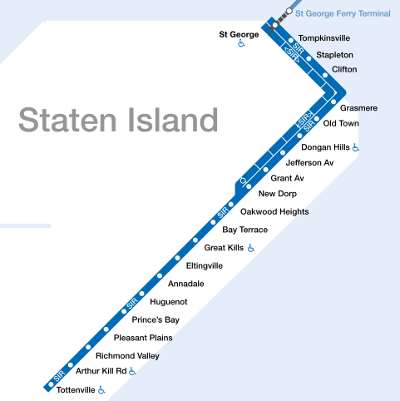 St George Ferry Terminal
St George
Tompkinsville
SIR
<SIR>
Stapleton
Clifton
Grasmere
Staten Island
<SIR>
SIR
Old Town
Dongan Hills
Jefferson Av
Grant Av
New Dorp
SIR
Oakwood Heights
Bay Terrace
Great Kills
Eltingville
Annadale
SIR
Huguenot
Prince's Bay
Pleasant Plains
Richmond Valley
SIR
Arthur Kill Rd
Tottenville